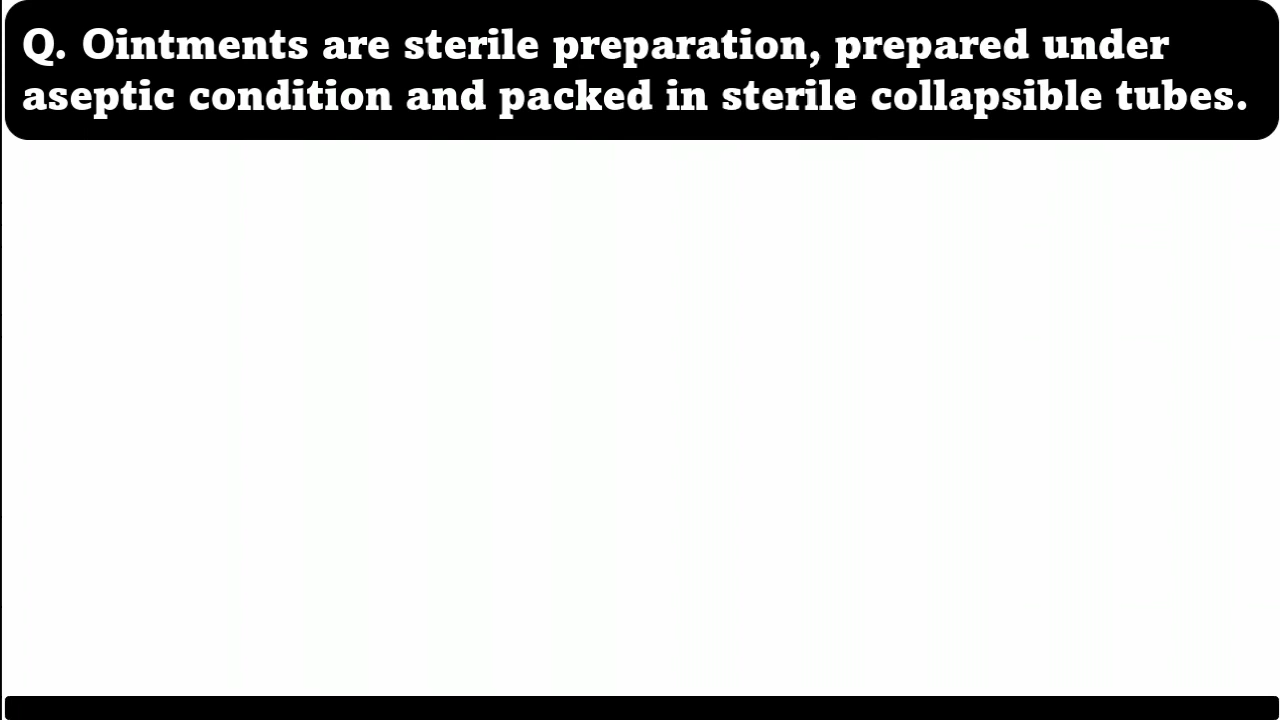 Q. Ointments are sterile preparation, prepared under
aseptic condition and packed in sterile collapsible tubes.